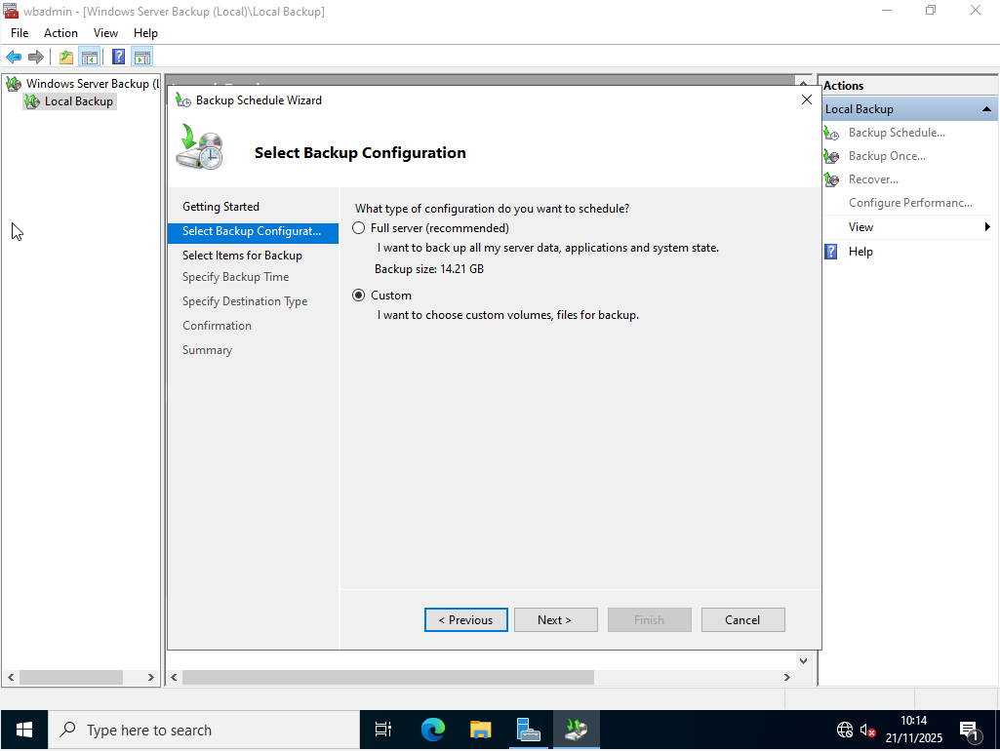 wbadmin - [Windows Server Backup (Local)\Local Backup]
File Action View Help
Windows Server Backup (L
Local Backup
Backup Schedule Wizard
Select Backup Configuration
Getting Started
Select Backup Configurat...
Select Items for Backup
Specify Backup Time
Specify Destination Type
Confirmation
Summary
What type of configuration do you want to schedule?
Full server (recommended)
I want to back up all my server data, applications and system state.
Backup size: 14.21 GB
Custom
I want to choose custom volumes, files for backup.
< Previous
Next >
Finish
Cancel
Actions
Local Backup
Backup Schedule...
Backup Once...
Recover...
Configure Performanc...
View
Help
Type here to search
10:14
21/11/2025
1